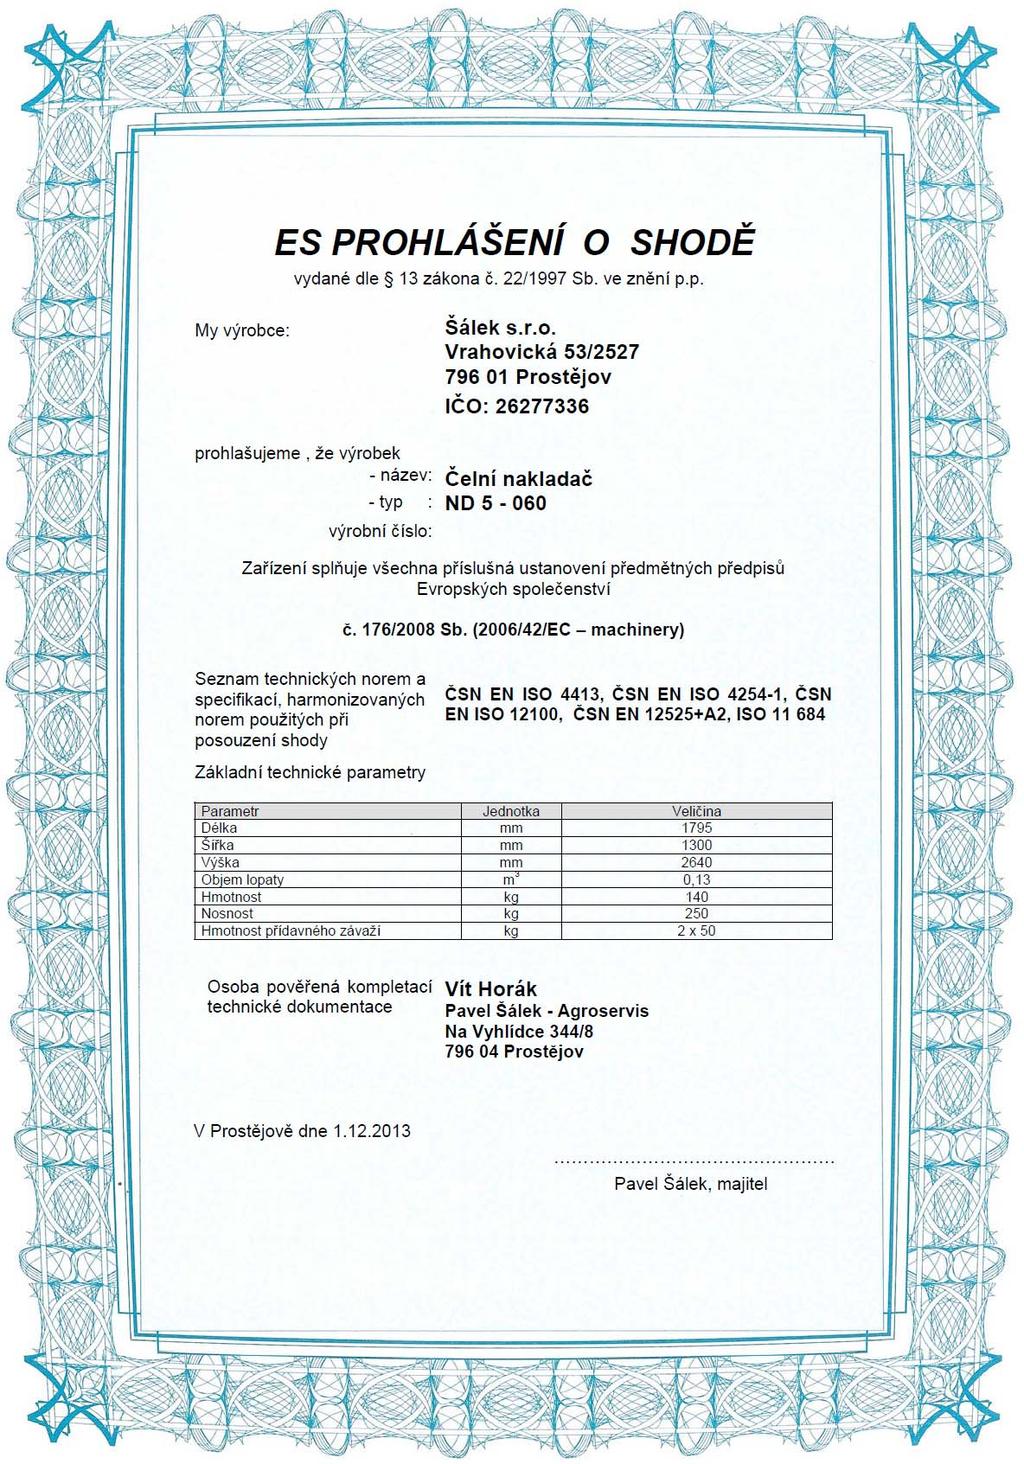 ES PROHLÁŠENÍ O SHODĚ
vydané dle § 13 zákona č. 22/1997 Sb. ve znění p.p.
My výrobce: Šálek s.r.o.
Vrahovická 53/2527
796 01 Prostějov
IČO: 26277336
prohlašujeme , že výrobek
- název: Čelní nakladač
- typ : ND 5 - 060
výrobní číslo:
Zařízení splňuje všechna příslušná ustanovení předmětných předpisů
Evropských společenství
č. 176/2008 Sb. (2006/42/EC – machinery)
Seznam technických norem a
specifikací, harmonizovaných
norem použitých při
posouzení shody
ČSN EN ISO 4413, ČSN EN ISO 4254-1, ČSN
EN ISO 12100, ČSN EN 12525+A2, ISO 11 684
Základní technické parametry
Parametr Jednotka Veličina
Délka mm 1795
Šířka mm 1300
Výška mm 2640
Objem lopaty m³ 0,13
Hmotnost kg 140
Nosnost kg 250
Hmotnost přídavného závaží kg 2 x 50
Osoba pověřená kompletací
technické dokumentace
Vít Horák
Pavel Šálek - Agroservis
Na Vyhlídce 344/8
796 04 Prostějov
V Prostějově dne 1.12.2013
................................................
Pavel Šálek, majitel